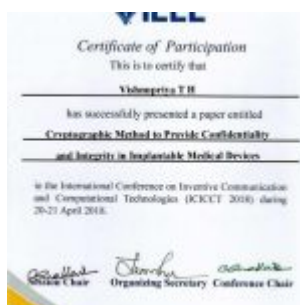 IEEE
Certificate of Participation
This is to certify that
Vishnupriya T H
has successfully presented a paper entitled
Cryptographic Method to Provide Confidentiality
and Integrity in Implantable Medical Devices
in the International Conference on Inventive Communication
and Computational Technologies (ICICCT 2018) during
20-21 April 2018.
Session Chair Organizing Secretary Conference Chair